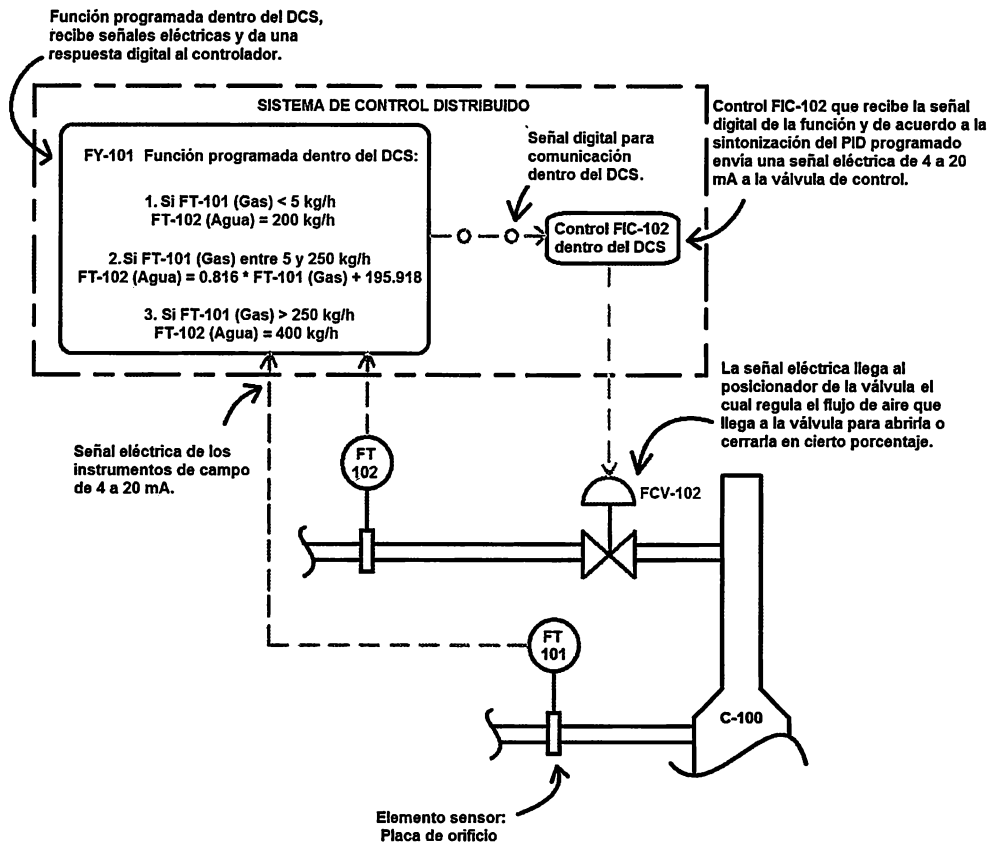 Función programada dentro del DCS,
recibe señales eléctricas y da una
respuesta digital al controlador.
SISTEMA DE CONTROL DISTRIBUIDO
FY-101 Función programada dentro del DCS:
1. Si FT-101 (Gas) < 5 kg/h
FT-102 (Agua) = 200 kg/h
2.Si FT-101 (Gas) entre 5 y 250 kg/h
FT-102 (Agua) = 0.816 * FT-101 (Gas) + 195.918
3. Si FT-101 (Gas) > 250 kg/h
FT-102 (Agua) = 400 kg/h
Señal digital para
comunicación
dentro del DCS.
Control FIC-102
dentro del DCS
Control FIC-102 que recibe la señal
digital de la función y de acuerdo a la
sintonización del PID programado
envía una señal eléctrica de 4 a 20
mA a la válvula de control.
La señal eléctrica llega al
posicionador de la válvula el
cual regula el flujo de aire que
llega a la válvula para abrirla o
cerrarla en cierto porcentaje.
Señal eléctrica de los
instrumentos de campo
de 4 a 20 mA.
FT
102
FCV-102
FT
101
C-100
Elemento sensor:
Placa de orificio